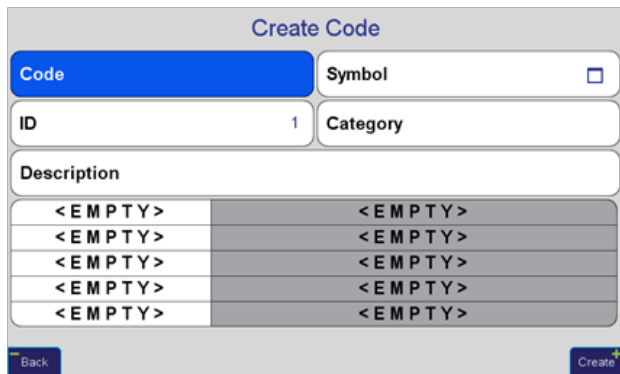 Create Code
Code Symbol
ID 1 Category
Description
<EMPTY> <EMPTY>
<EMPTY> <EMPTY>
<EMPTY> <EMPTY>
<EMPTY> <EMPTY>
<EMPTY> <EMPTY>
Back Create